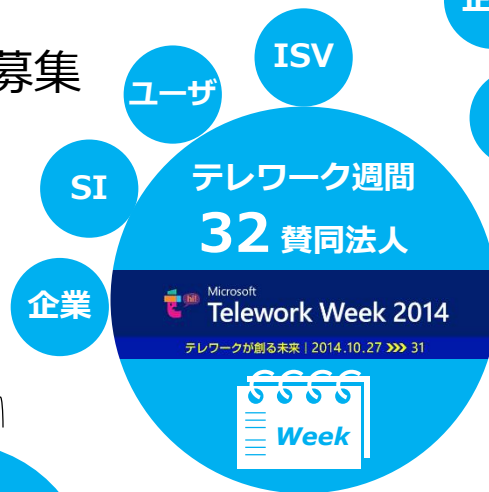 募集
企
ISV
ユーザ
SI
企業
テレワーク週間
32 賛同法人
hi!
Microsoft
Telework Week 2014
テレワークが創る未来 | 2014.10.27 >>> 31
Week